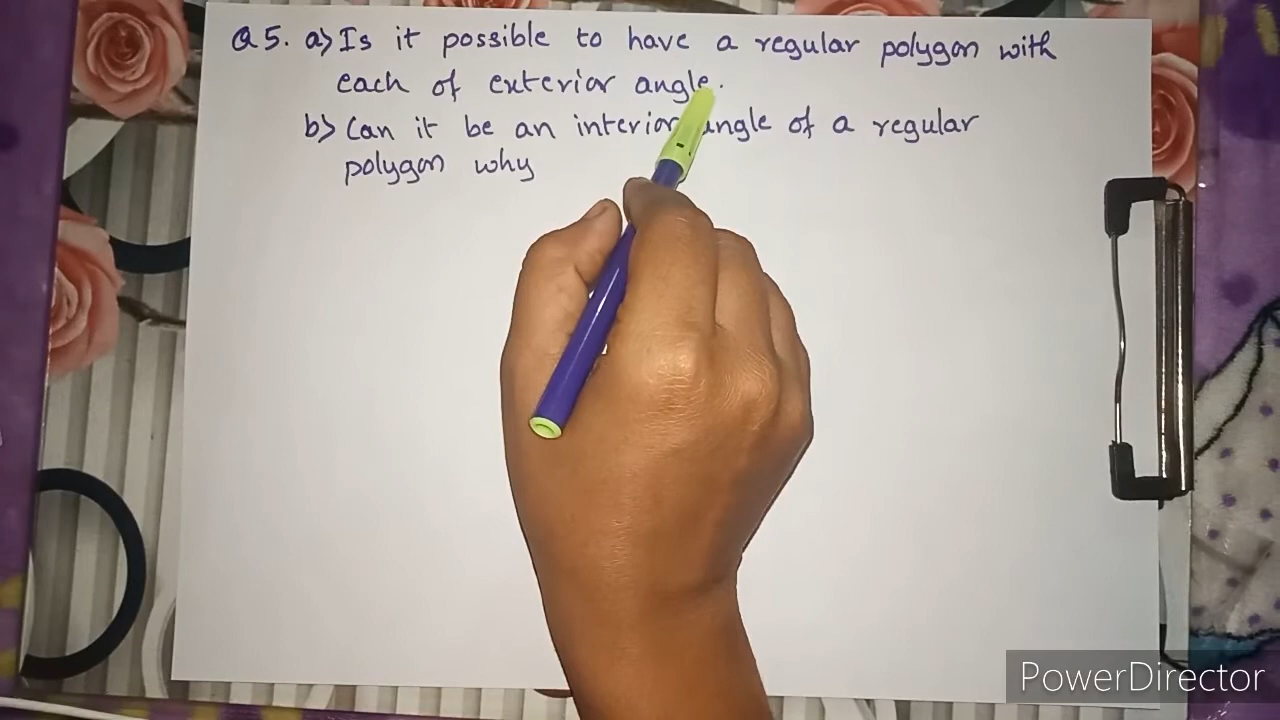 Q5. a) Is it possible to have a regular polygon with
each of exterior angle.
b) Can it be an interior angle of a regular
polygon why
PowerDirector